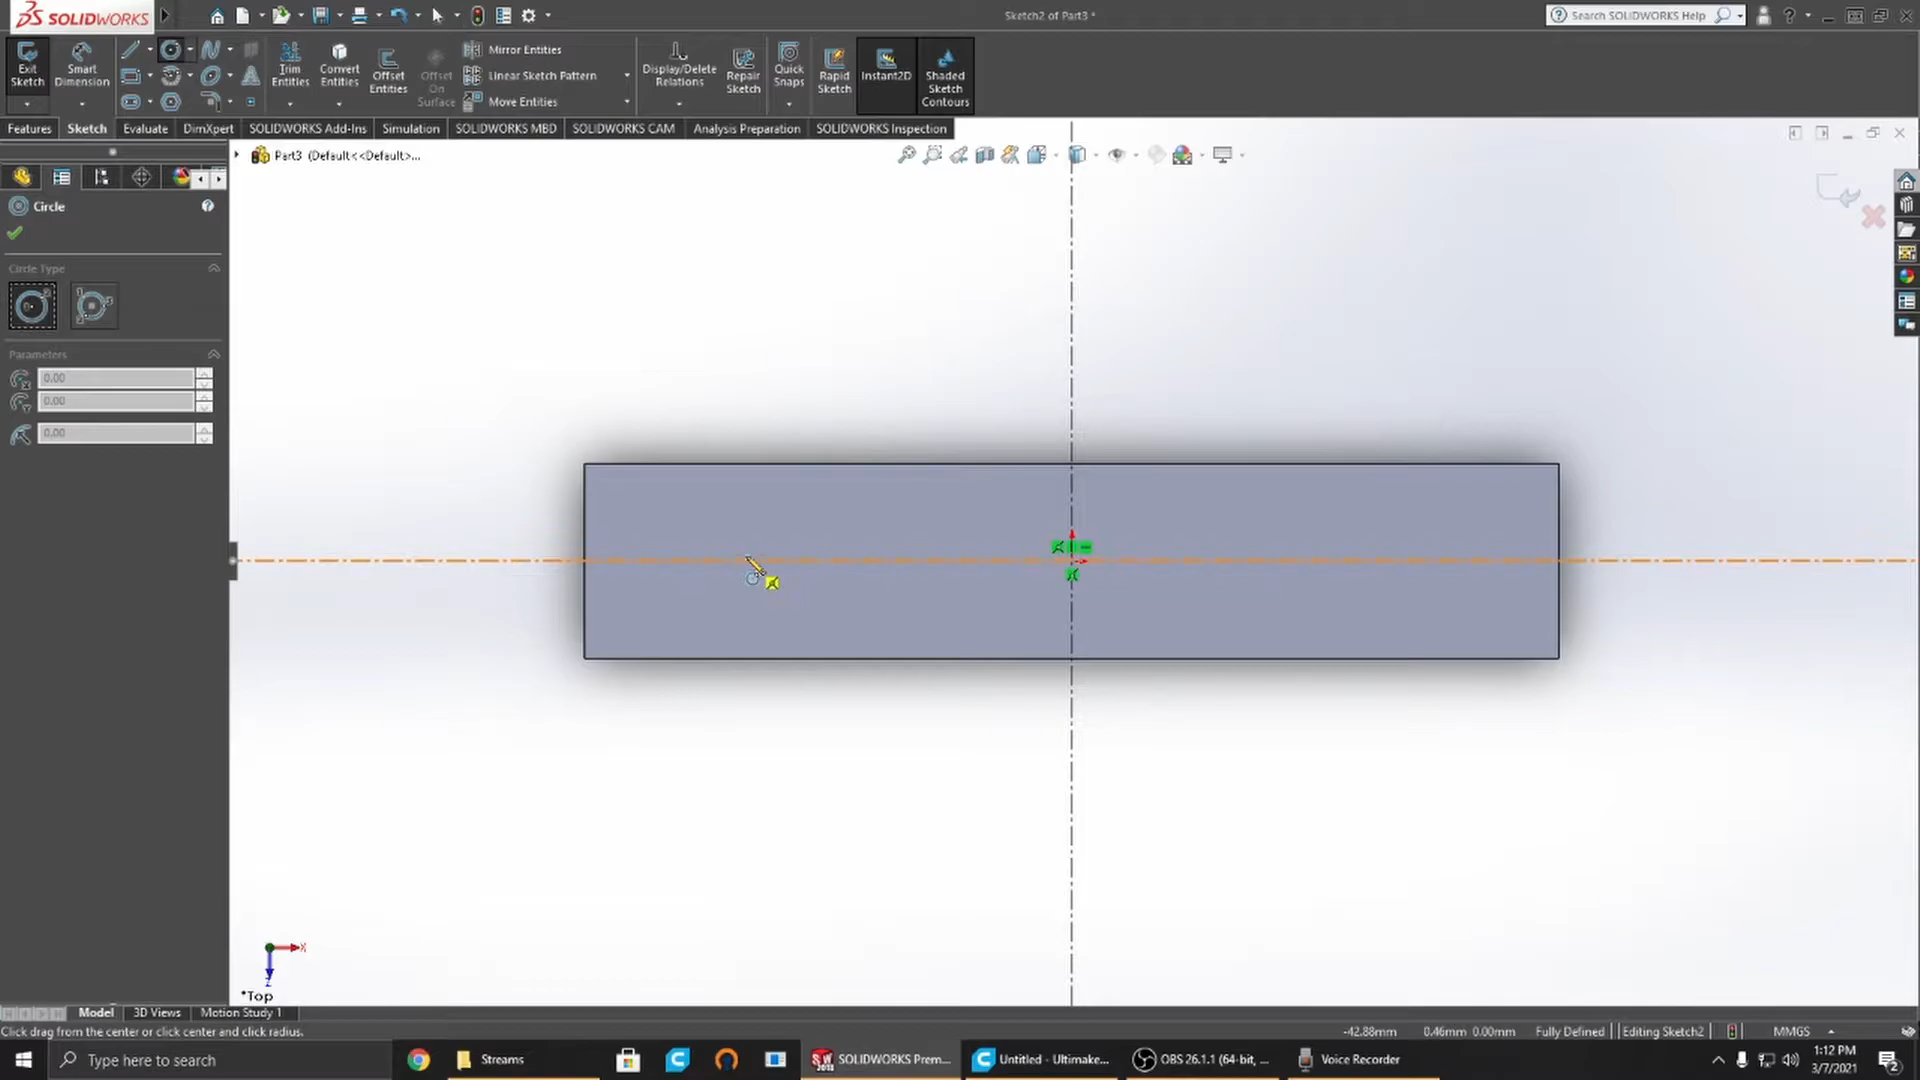 SOLIDWORKS
Sketch2 of Part3 *
Search SOLIDWORKS Help
Exit Sketch
Smart Dimension
Trim Entities
Convert Entities
Offset Entities
Offset On Surface
Mirror Entities
Linear Sketch Pattern
Move Entities
Display/Delete Relations
Repair Sketch
Quick Snaps
Rapid Sketch
Instant2D
Shaded Sketch Contours
Features Sketch Evaluate DimXpert SOLIDWORKS Add-Ins Simulation SOLIDWORKS MBD SOLIDWORKS CAM Analysis Preparation SOLIDWORKS Inspection
Part3 (Default<<Default>...
Circle
Circle Type
Parameters
0.00
0.00
0.00
X
Z
*Top
Model 3D Views Motion Study 1
Click drag from the center or click center and click radius.
-42.88mm 0.46mm 0.00mm Fully Defined Editing Sketch2 MMGS
Type here to search
Streams
SOLIDWORKS Prem...
Untitled - Ultimake...
OBS 26.1.1 (64-bit, ...
Voice Recorder
1:12 PM
3/7/2021
2